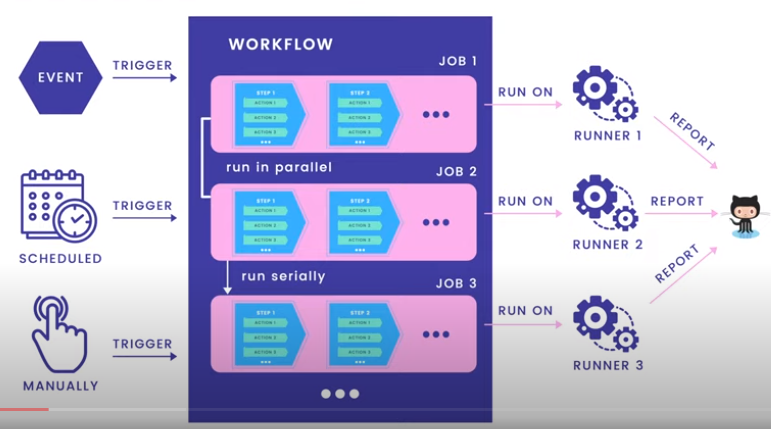 WORKFLOW
JOB 1
EVENT
TRIGGER
STEP 1
ACTION 1
ACTION 2
ACTION 3
STEP 2
ACTION 1
ACTION 2
ACTION 3
RUN ON
RUNNER 1
REPORT
run in parallel
JOB 2
SCHEDULED
TRIGGER
STEP 1
ACTION 1
ACTION 2
ACTION 3
STEP 2
ACTION 1
ACTION 2
ACTION 3
RUN ON
RUNNER 2
REPORT
run serially
JOB 3
MANUALLY
TRIGGER
STEP 1
ACTION 1
ACTION 2
ACTION 3
STEP 2
ACTION 1
ACTION 2
ACTION 3
RUN ON
RUNNER 3
REPORT